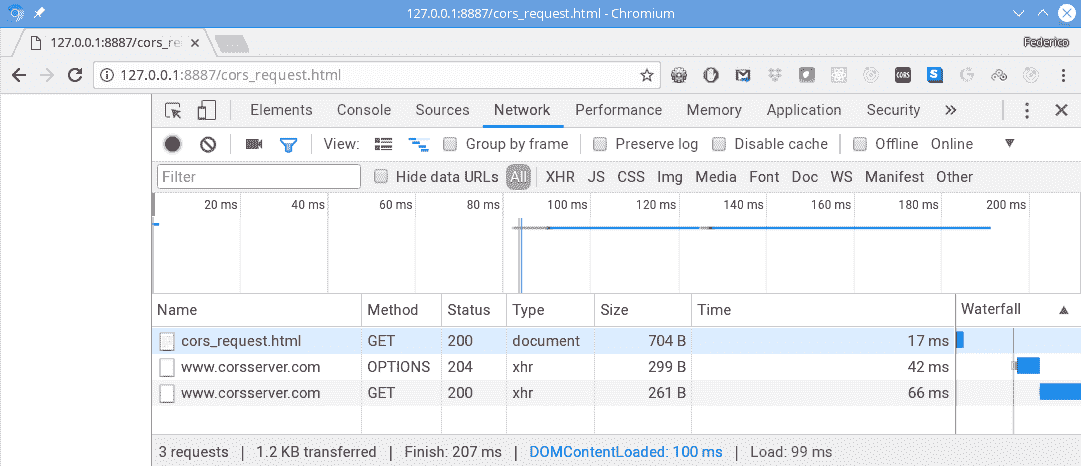 127.0.0.1:8887/cors_request.html - Chromium
127.0.0.1:8887/cors_re
Federico
127.0.0.1:8887/cors_request.html
CORS
Elements Console Sources Network Performance Memory Application Security
View: Group by frame Preserve log Disable cache Offline Online
Filter Hide data URLs All XHR JS CSS Img Media Font Doc WS Manifest Other
20 ms 40 ms 60 ms 80 ms 100 ms 120 ms 140 ms 160 ms 180 ms 200 ms
Name Method Status Type Size Time Waterfall
cors_request.html GET 200 document 704 B 17 ms
www.corsserver.com OPTIONS 204 xhr 299 B 42 ms
www.corsserver.com GET 200 xhr 261 B 66 ms
3 requests | 1.2 KB transferred | Finish: 207 ms | DOMContentLoaded: 100 ms | Load: 99 ms